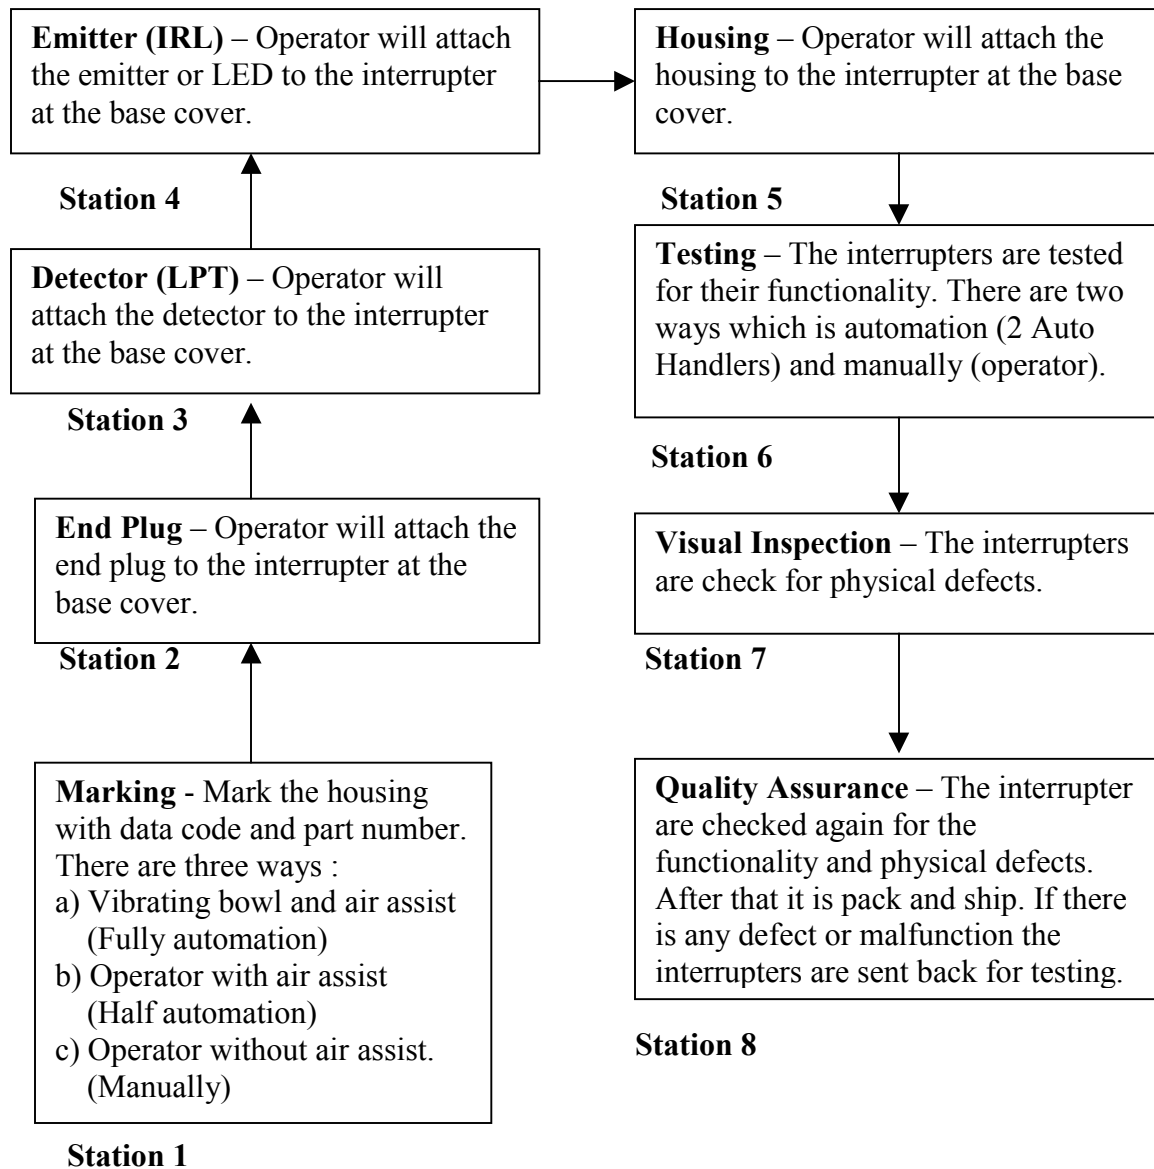 Emitter (IRL) – Operator will attach
the emitter or LED to the interrupter
at the base cover.
Station 4
Detector (LPT) – Operator will
attach the detector to the interrupter
at the base cover.
Station 3
End Plug – Operator will attach the
end plug to the interrupter at the
base cover.
Station 2
Marking - Mark the housing
with data code and part number.
There are three ways :
a) Vibrating bowl and air assist
(Fully automation)
b) Operator with air assist
(Half automation)
c) Operator without air assist.
(Manually)
Station 1
Housing – Operator will attach the
housing to the interrupter at the base
cover.
Station 5
Testing – The interrupters are tested
for their functionality. There are two
ways which is automation (2 Auto
Handlers) and manually (operator).
Station 6
Visual Inspection – The interrupters
are check for physical defects.
Station 7
Quality Assurance – The interrupter
are checked again for the
functionality and physical defects.
After that it is pack and ship. If there
is any defect or malfunction the
interrupters are sent back for testing.
Station 8